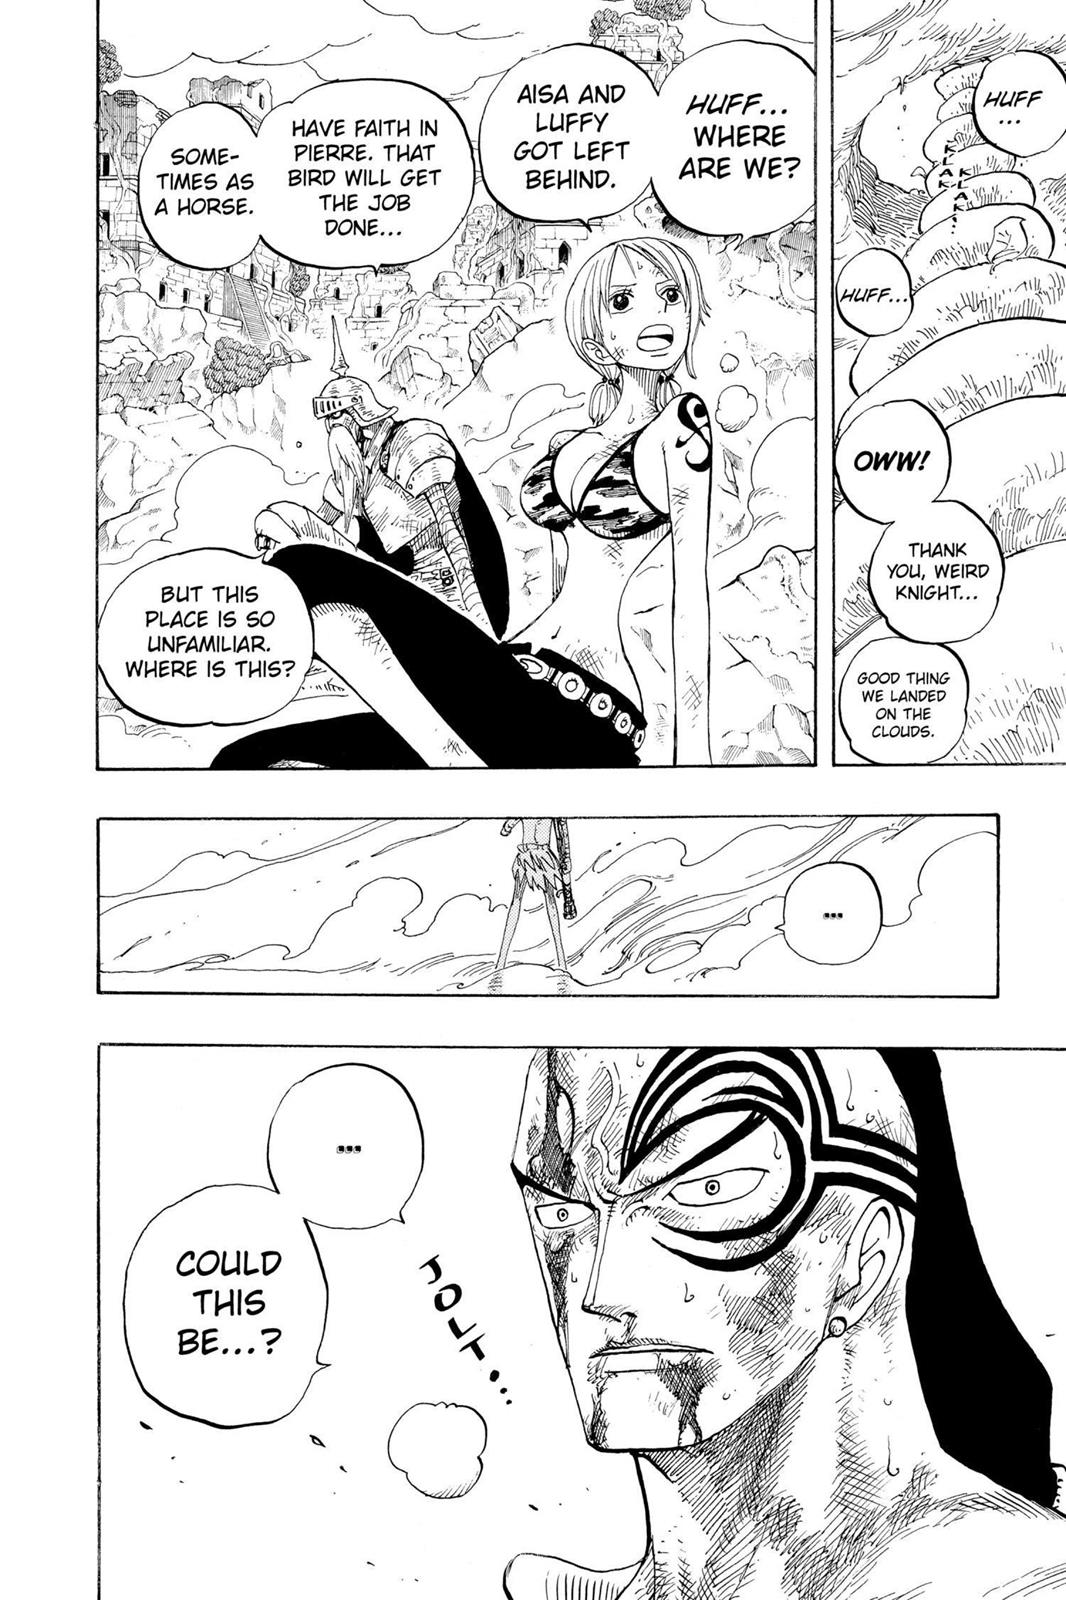 HUFF
...
KLAK
KLAK...
HUFF...
OWW!
THANK
YOU, WEIRD
KNIGHT...
GOOD THING
WE LANDED
ON THE
CLOUDS.
HUFF...
WHERE
ARE WE?
AISA AND
LUFFY
GOT LEFT
BEHIND.
HAVE FAITH IN
PIERRE. THAT
BIRD WILL GET
THE JOB
DONE...
SOME-
TIMES AS
A HORSE.
BUT THIS
PLACE IS SO
UNFAMILIAR.
WHERE IS THIS?
...
...
COULD
THIS
BE...?
JOLT...